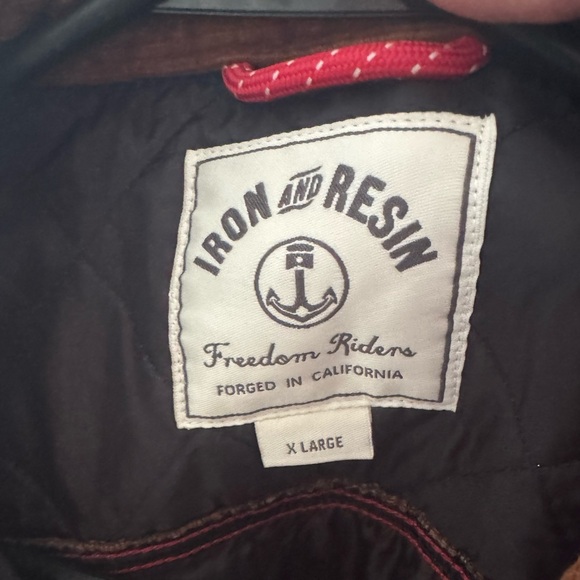 IRON AND RESIN
Freedom Riders
FORGED IN CALIFORNIA
X LARGE